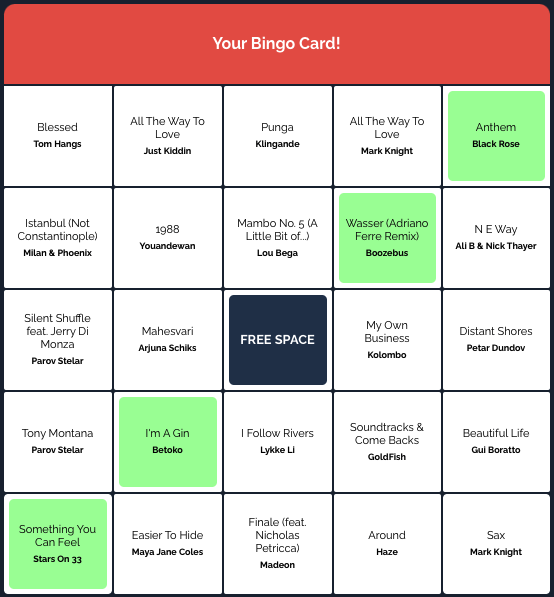 Your Bingo Card!
Blessed
Tom Hangs
All The Way To
Love
Just Kiddin
Punga
Klingande
All The Way To
Love
Mark Knight
Anthem
Black Rose
Istanbul (Not
Constantinople)
Milan & Phoenix
1988
Youandewan
Mambo No. 5 (A
Little Bit of...)
Lou Bega
Wasser (Adriano
Ferre Remix)
Boozebus
N E Way
Ali B & Nick Thayer
Silent Shuffle
feat. Jerry Di
Monza
Parov Stelar
Mahesvari
Arjuna Schiks
FREE SPACE
My Own
Business
Kolombo
Distant Shores
Petar Dundov
Tony Montana
Parov Stelar
I'm A Gin
Betoko
I Follow Rivers
Lykke Li
Soundtracks &
Come Backs
GoldFish
Beautiful Life
Gui Boratto
Something You
Can Feel
Stars On 33
Easier To Hide
Maya Jane Coles
Finale (feat.
Nicholas
Petricca)
Madeon
Around
Haze
Sax
Mark Knight